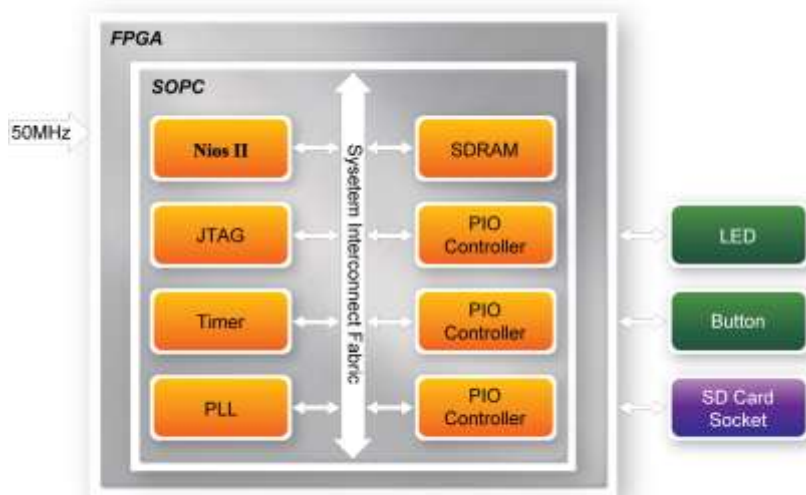 FPGA
SOPC
50MHz
Nios II
SDRAM
JTAG
PIO
Controller
LED
Timer
PIO
Controller
Button
PLL
PIO
Controller
SD Card
Socket
Sysetem Interconnect Fabric